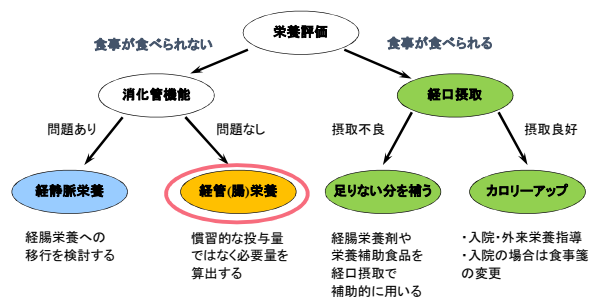 栄養評価
食事が食べられない
食事が食べられる
消化管機能
経口摂取
問題あり
問題なし
摂取不良
摂取良好
経静脈栄養
経管(腸)栄養
足りない分を補う
カロリーアップ
経腸栄養への
移行を検討する
慣習的な投与量
ではなく必要量を
算出する
経腸栄養剤や
栄養補助食品を
経口摂取で
補助的に用いる
・入院・外来栄養指導
・入院の場合は食事箋
の変更